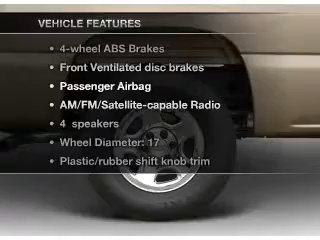 VEHICLE FEATURES
• 4-wheel ABS Brakes
• Front Ventilated disc brakes
• Passenger Airbag
• AM/FM/Satellite-capable Radio
• 4 speakers
• Wheel Diameter: 17
• Plastic/rubber shift knob trim